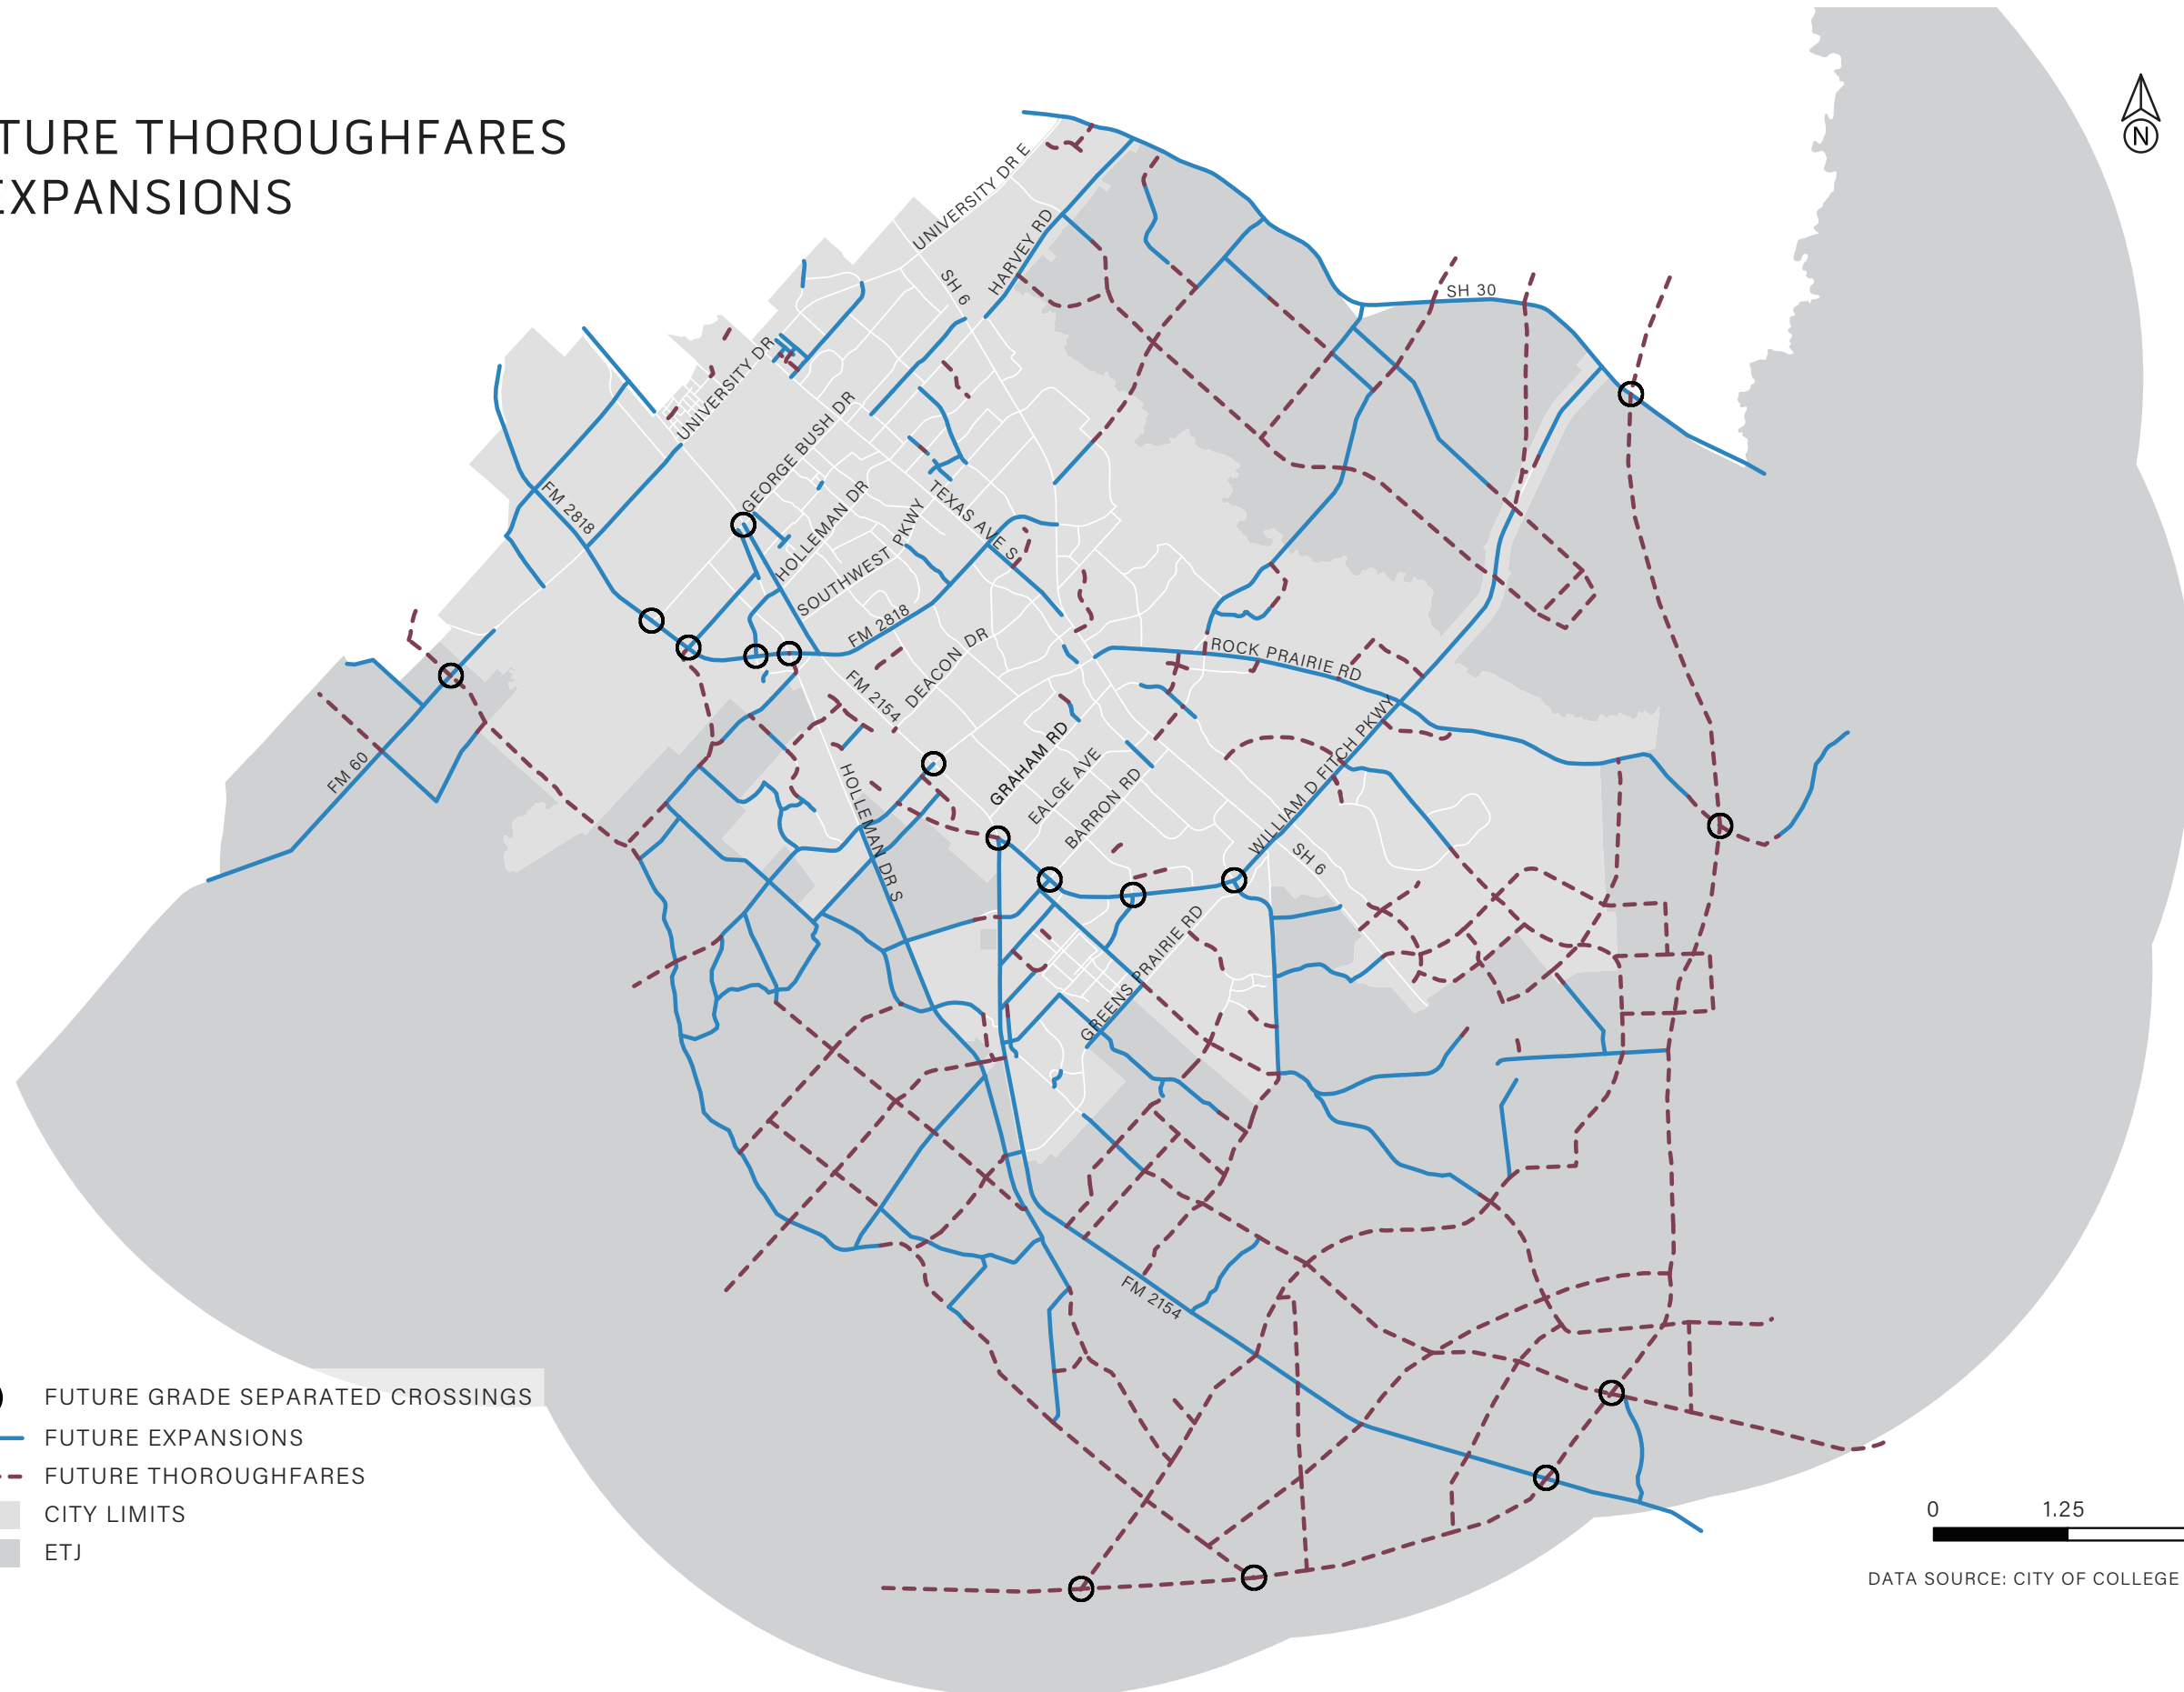 TURE THOROUGHFARES
XPANSIONS
N
UNIVERSITY DR E
HARVEY RD
SH 6
SH 30
UNIVERSITY DR
GEORGE BUSH DR
HOLLEMAN DR
TEXAS AVE S
FM 2818
SOUTHWEST PKWY
FM 2818
DEACON DR
FM 2154
ROCK PRAIRIE RD
FM 60
GRAHAM RD
EALGE AVE
BARRON RD
WILLIAM D FITCH PKWY
SH 6
HOLLEMAN DR S
GREENS PRAIRIE RD
FM 2154
FUTURE GRADE SEPARATED CROSSINGS
FUTURE EXPANSIONS
FUTURE THOROUGHFARES
CITY LIMITS
ETJ
0 1.25
DATA SOURCE: CITY OF COLLEGE